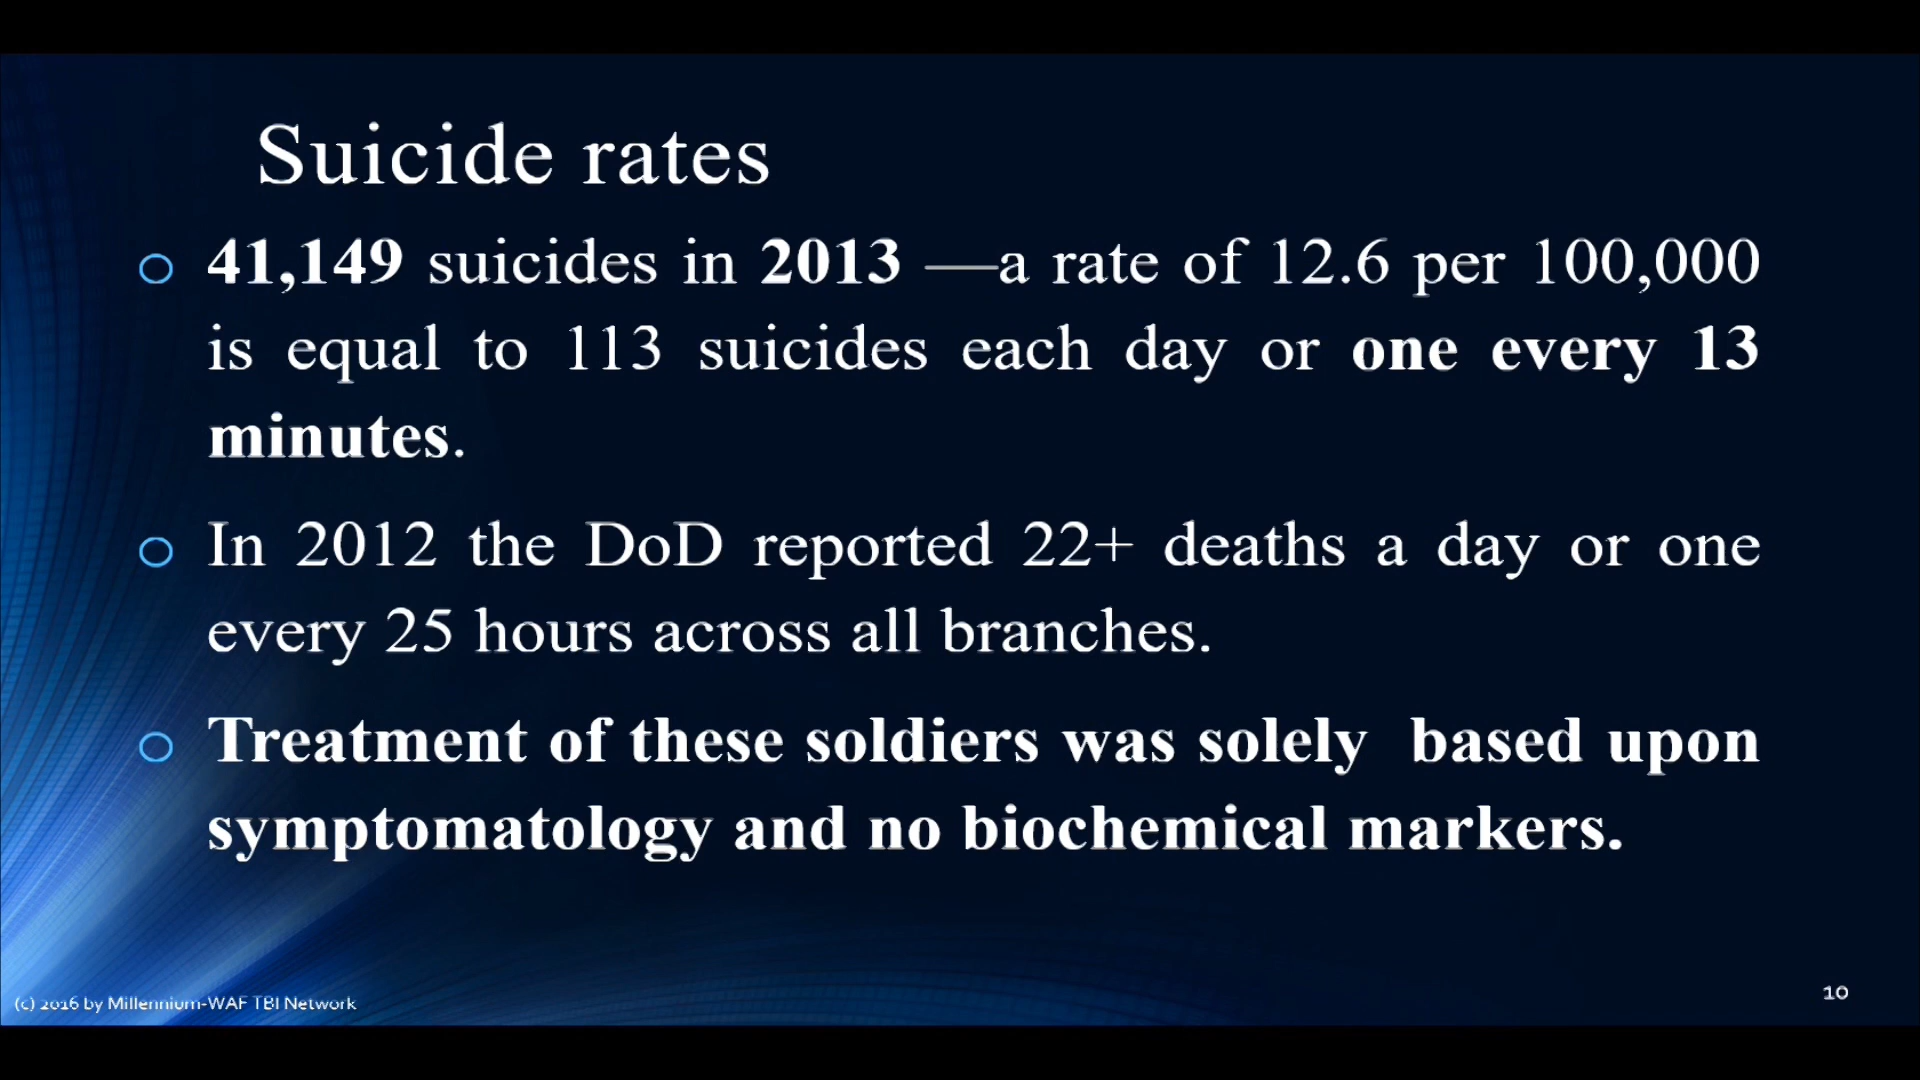 Suicide rates
o 41,149 suicides in 2013 —a rate of 12.6 per 100,000
is equal to 113 suicides each day or one every 13
minutes.
o In 2012 the DoD reported 22+ deaths a day or one
every 25 hours across all branches.
o Treatment of these soldiers was solely  based upon
symptomatology and no biochemical markers.
(c) 2016 by Millennium-WAF TBI Network
10